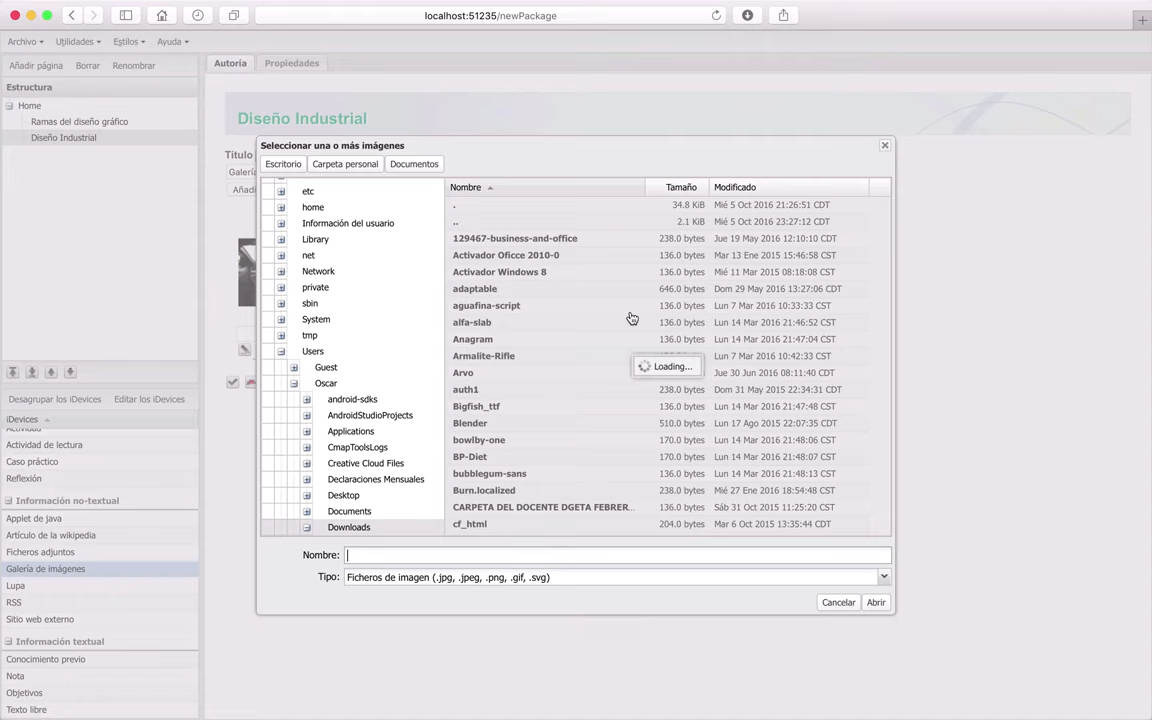 localhost:51235/newPackage
Archivo Utilidades Estilos Ayuda
Añadir página Borrar Renombrar
Estructura
Home
Ramas del diseño gráfico
Diseño Industrial
Desagrupar los iDevices Editar los iDevices
iDevices
Actividad
Actividad de lectura
Caso práctico
Reflexión
Información no-textual
Applet de java
Artículo de la wikipedia
Ficheros adjuntos
Galería de imágenes
Lupa
RSS
Sitio web externo
Información textual
Conocimiento previo
Nota
Objetivos
Texto libre
Autoría Propiedades
Diseño Industrial
Título
Galería
Añadi
Seleccionar una o más imágenes
Escritorio Carpeta personal Documentos
etc
home
Información del usuario
Library
net
Network
private
sbin
System
tmp
Users
Guest
Oscar
android-sdks
AndroidStudioProjects
Applications
CmapToolsLogs
Creative Cloud Files
Declaraciones Mensuales
Desktop
Documents
Downloads
Nombre Tamaño Modificado
. 34.8 KiB Mié 5 Oct 2016 21:26:51 CDT
.. 2.1 KiB Mié 5 Oct 2016 23:27:12 CDT
129467-business-and-office 238.0 bytes Jue 19 May 2016 12:10:10 CDT
Activador Oficce 2010-0 136.0 bytes Mar 13 Ene 2015 15:46:58 CST
Activador Windows 8 136.0 bytes Mié 11 Mar 2015 08:18:08 CST
adaptable 646.0 bytes Dom 29 May 2016 13:27:06 CDT
aguafina-script 136.0 bytes Lun 7 Mar 2016 10:33:33 CST
alfa-slab 136.0 bytes Lun 14 Mar 2016 21:46:52 CST
Anagram 136.0 bytes Lun 14 Mar 2016 21:47:04 CST
Armalite-Rifle Lun 7 Mar 2016 10:42:33 CST
Arvo Jue 30 Jun 2016 08:11:40 CDT
auth1 238.0 bytes Dom 31 May 2015 22:34:31 CDT
Bigfish_ttf 136.0 bytes Lun 14 Mar 2016 21:47:48 CST
Blender 510.0 bytes Lun 17 Ago 2015 22:07:35 CDT
bowlby-one 170.0 bytes Lun 14 Mar 2016 21:48:06 CST
BP-Diet 170.0 bytes Lun 14 Mar 2016 21:48:07 CST
bubblegum-sans 136.0 bytes Lun 14 Mar 2016 21:48:13 CST
Burn.localized 238.0 bytes Mié 27 Ene 2016 18:54:48 CST
CARPETA DEL DOCENTE DGETA FEBRER... 136.0 bytes Sáb 31 Oct 2015 11:25:20 CST
cf_html 204.0 bytes Mar 6 Oct 2015 13:35:44 CDT
Loading...
Nombre:
Tipo: Ficheros de imagen (.jpg, .jpeg, .png, .gif, .svg)
Cancelar Abrir